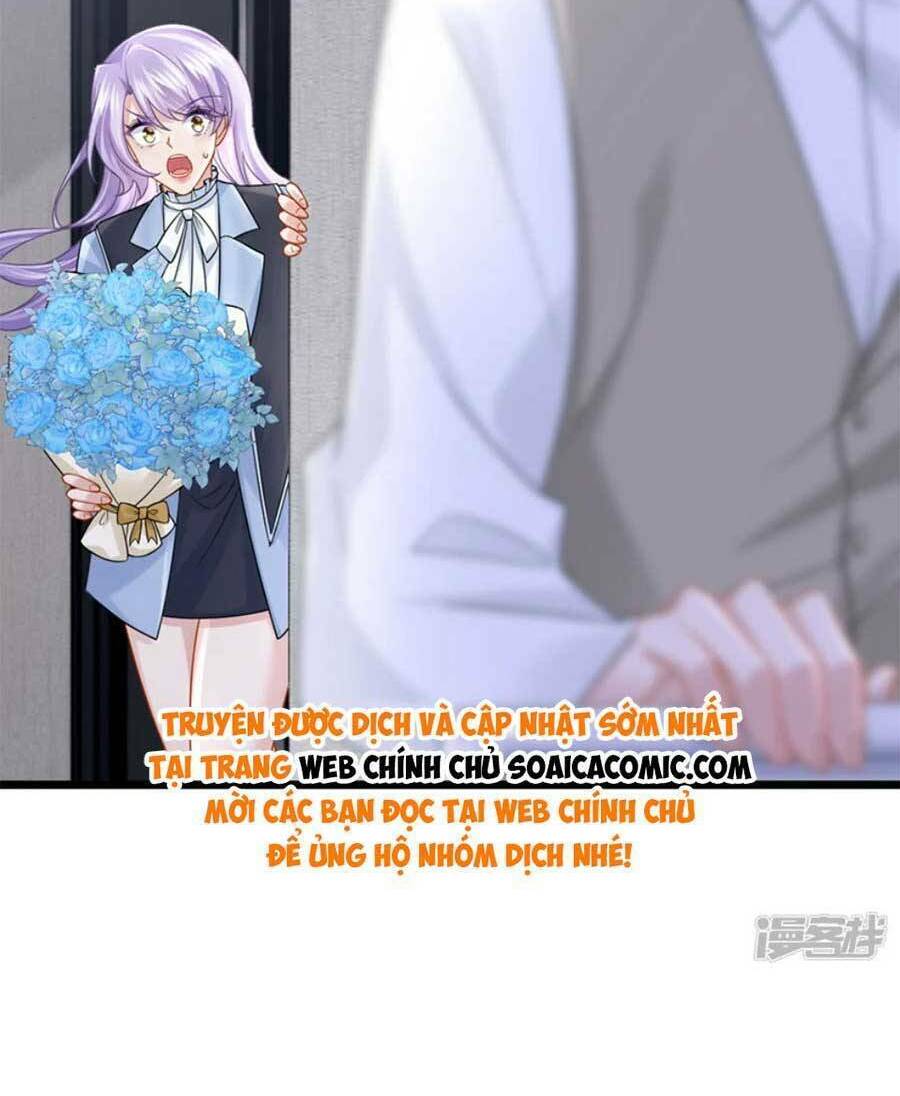 TRUYỆN ĐƯỢC DỊCH VÀ CẬP NHẬT SỚM NHẤT
TẠI TRANG WEB CHÍNH CHỦ SOAICACOMIC.COM
MỜI CÁC BẠN ĐỌC TẠI WEB CHÍNH CHỦ
ĐỂ ỦNG HỘ NHÓM DỊCH NHÉ!
漫客栈